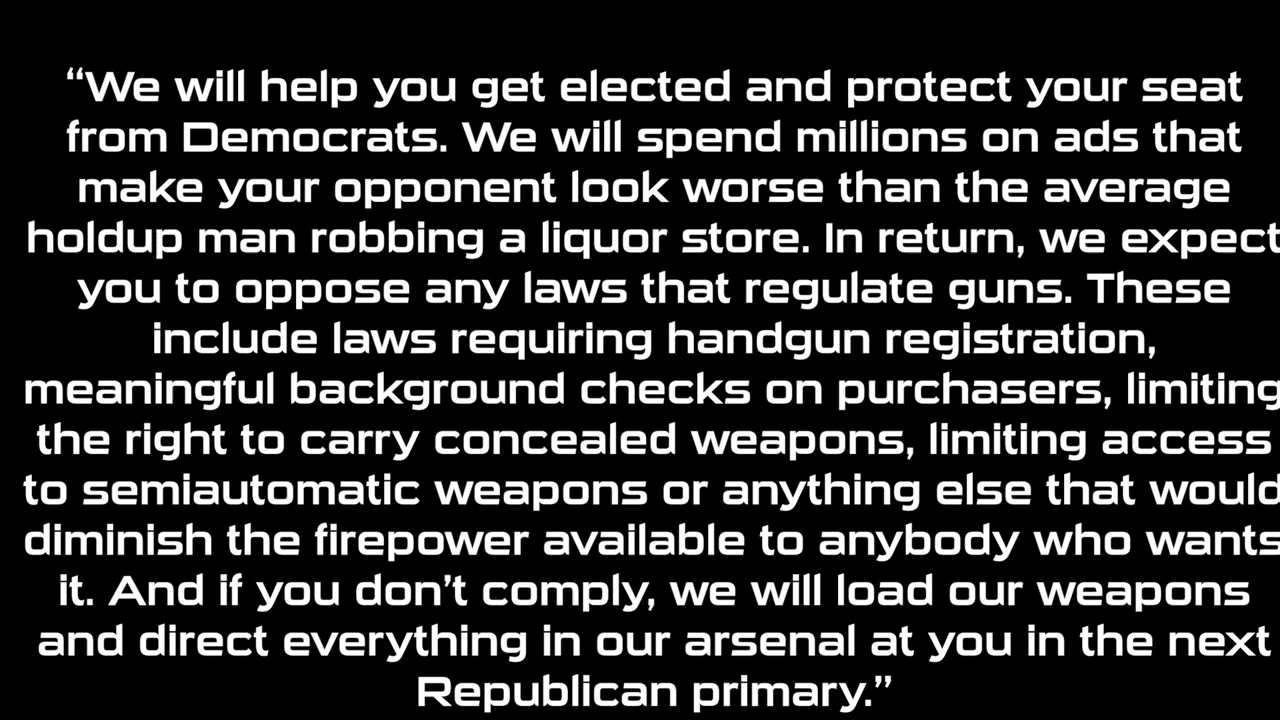 “We will help you get elected and protect your seat
from Democrats. We will spend millions on ads that
make your opponent look worse than the average
holdup man robbing a liquor store. In return, we expect
you to oppose any laws that regulate guns. These
include laws requiring handgun registration,
meaningful background checks on purchasers, limiting
the right to carry concealed weapons, limiting access
to semiautomatic weapons or anything else that would
diminish the firepower available to anybody who wants
it. And if you don’t comply, we will load our weapons
and direct everything in our arsenal at you in the next
Republican primary.”